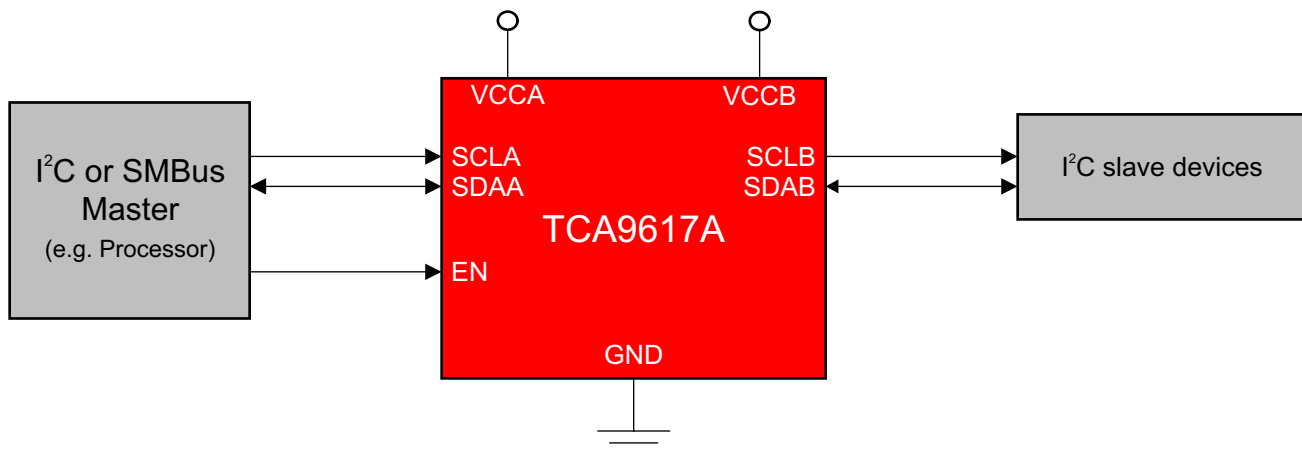 VCCA
VCCB
I²C or SMBus
Master
(e.g. Processor)
SCLA
SDAA
EN
SCLB
SDAB
TCA9617A
GND
I²C slave devices